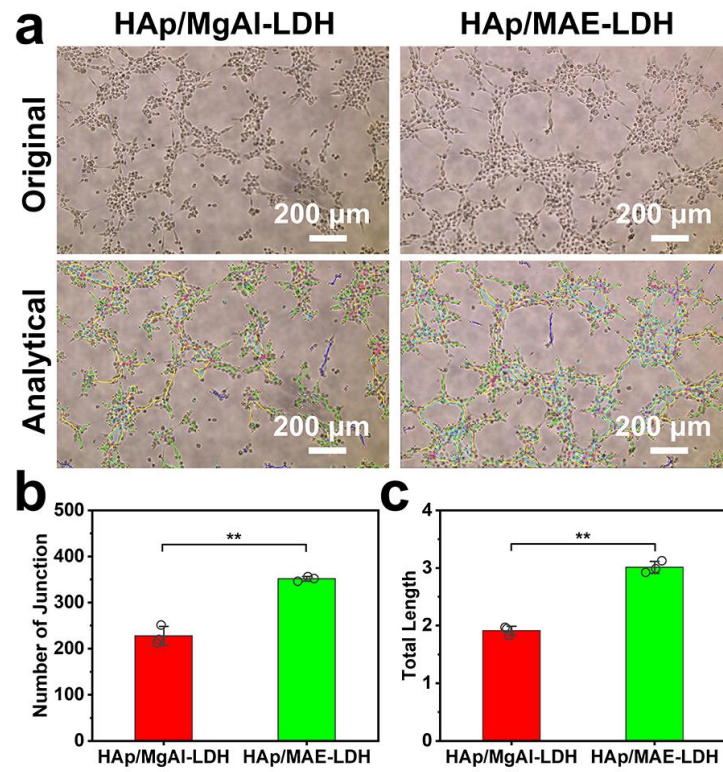 a
HAp/MgAl-LDH HAp/MAE-LDH
Original
200 µm 200 µm
Analytical
200 µm 200 µm
b
Number of Junction
500
400
300
200
100
0
**
HAp/MgAl-LDH HAp/MAE-LDH
c
Total Length
4
3
2
1
0
**
HAp/MgAl-LDH HAp/MAE-LDH